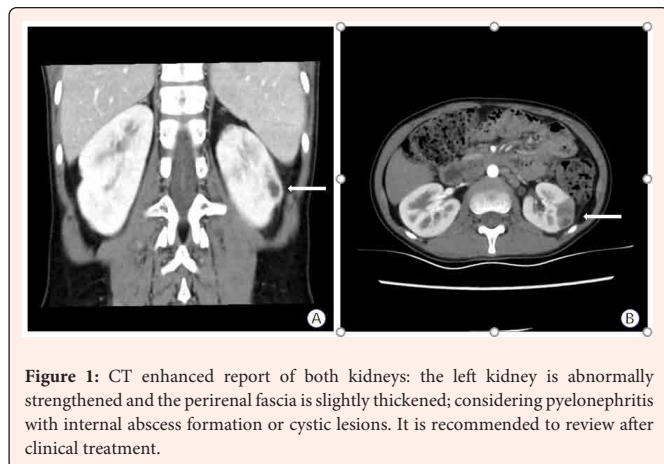 A
B
Figure 1: CT enhanced report of both kidneys: the left kidney is abnormally
strengthened and the perirenal fascia is slightly thickened; considering pyelonephritis
with internal abscess formation or cystic lesions. It is recommended to review after
clinical treatment.